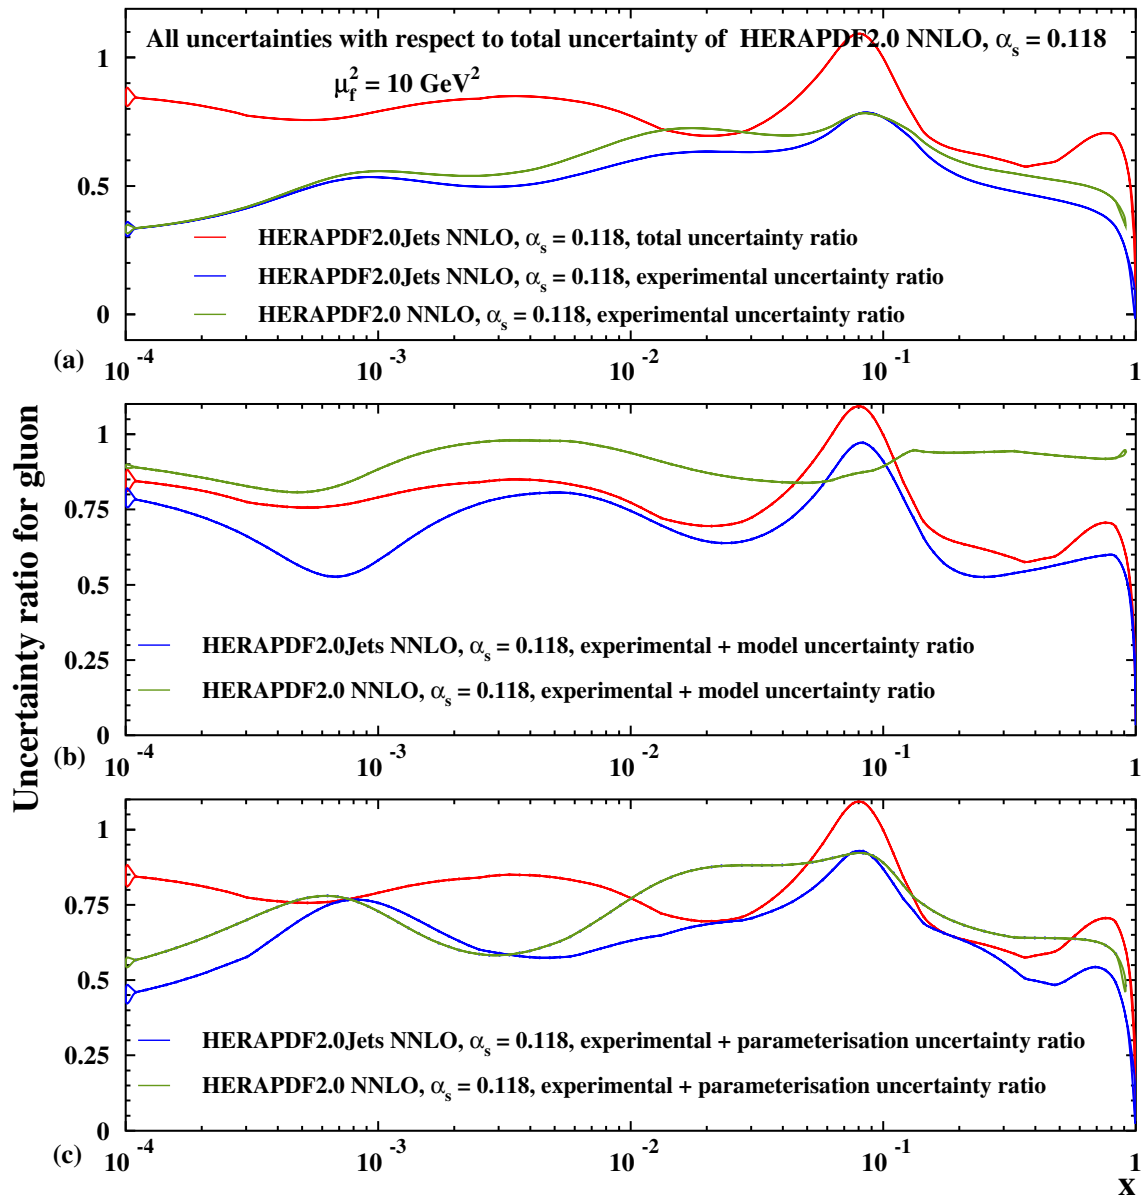 All uncertainties with respect to total uncertainty of HERAPDF2.0 NNLO, αs = 0.118
μf² = 10 GeV²
1
0.5
0
HERAPDF2.0Jets NNLO, αs = 0.118, total uncertainty ratio
HERAPDF2.0Jets NNLO, αs = 0.118, experimental uncertainty ratio
HERAPDF2.0 NNLO, αs = 0.118, experimental uncertainty ratio
(a)
10⁻⁴ 10⁻³ 10⁻² 10⁻¹ 1
Uncertainty ratio for gluon
1
0.75
0.5
0.25
0
HERAPDF2.0Jets NNLO, αs = 0.118, experimental + model uncertainty ratio
HERAPDF2.0 NNLO, αs = 0.118, experimental + model uncertainty ratio
(b)
10⁻⁴ 10⁻³ 10⁻² 10⁻¹ 1
1
0.75
0.5
0.25
0
HERAPDF2.0Jets NNLO, αs = 0.118, experimental + parameterisation uncertainty ratio
HERAPDF2.0 NNLO, αs = 0.118, experimental + parameterisation uncertainty ratio
(c)
10⁻⁴ 10⁻³ 10⁻² 10⁻¹ 1
x